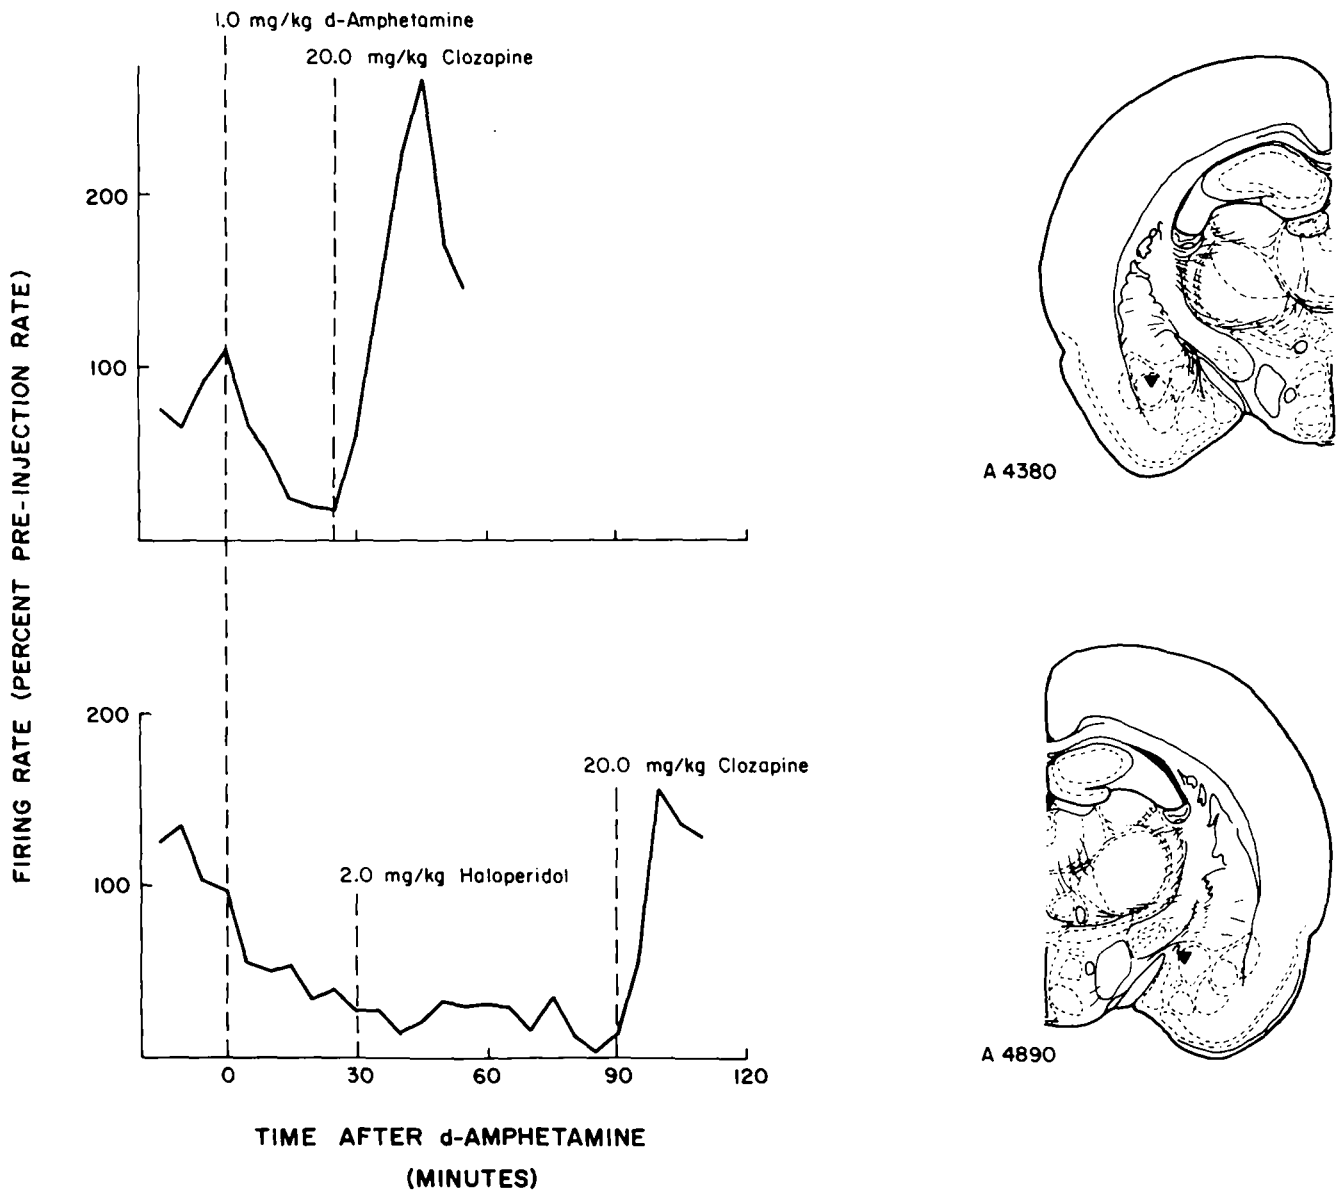 1.0 mg/kg d-Amphetamine
20.0 mg/kg Clozapine
200
100
A 4380
FIRING RATE (PERCENT PRE-INJECTION RATE)
200
20.0 mg/kg Clozapine
2.0 mg/kg Haloperidol
100
A 4890
0 30 60 90 120
TIME AFTER d-AMPHETAMINE
(MINUTES)